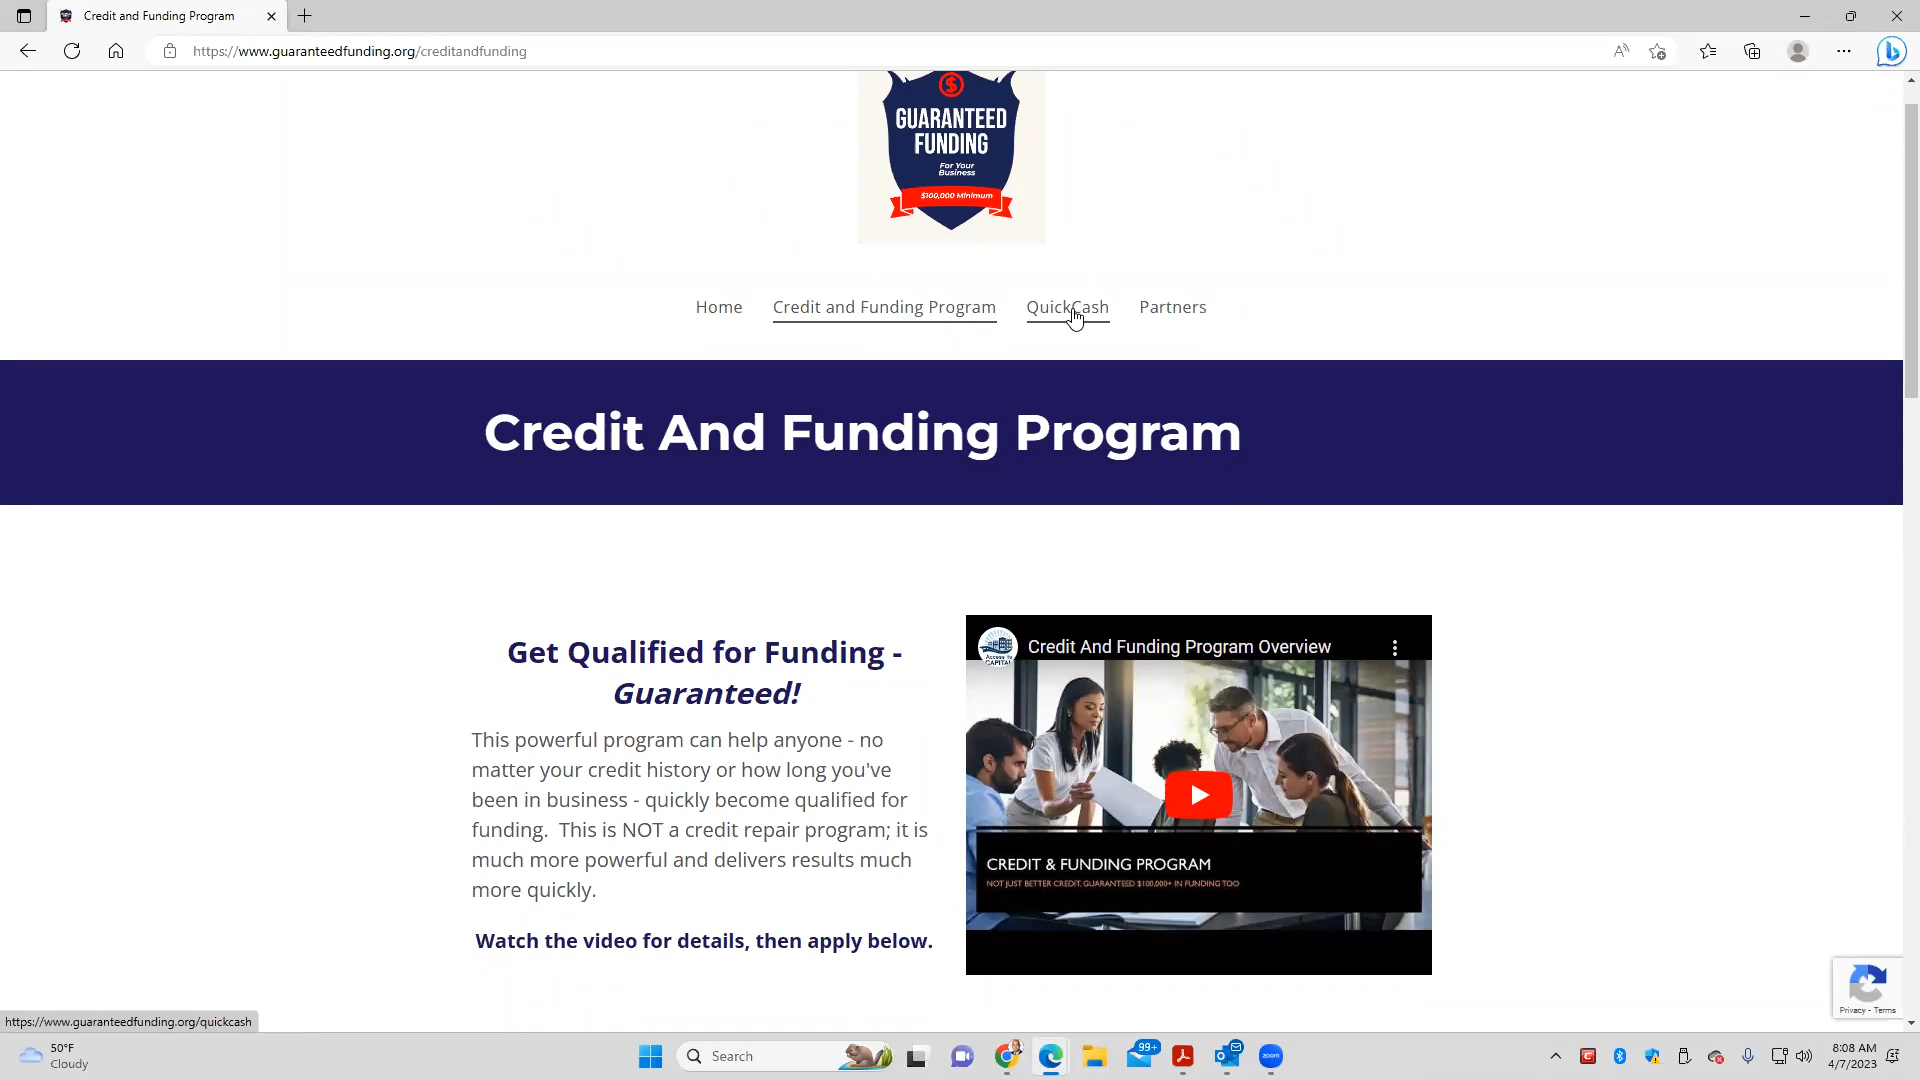 Credit and Funding Program
https://www.guaranteedfunding.org/creditandfunding
GUARANTEED
FUNDING
For Your
Business
$100,000 Minimum
Home
Credit and Funding Program
QuickCash
Partners
Credit And Funding Program
Get Qualified for Funding -
Guaranteed!
This powerful program can help anyone - no
matter your credit history or how long you've
been in business - quickly become qualified for
funding.  This is NOT a credit repair program; it is
much more powerful and delivers results much
more quickly.
Watch the video for details, then apply below.
Access To
CAPITAL
Credit And Funding Program Overview
CREDIT & FUNDING PROGRAM
NOT JUST BETTER CREDIT, GUARANTEED $100,000+ IN FUNDING TOO
Privacy - Terms
https://www.guaranteedfunding.org/quickcash
50°F
Cloudy
Search
99+
zoom
8:08 AM
4/7/2023